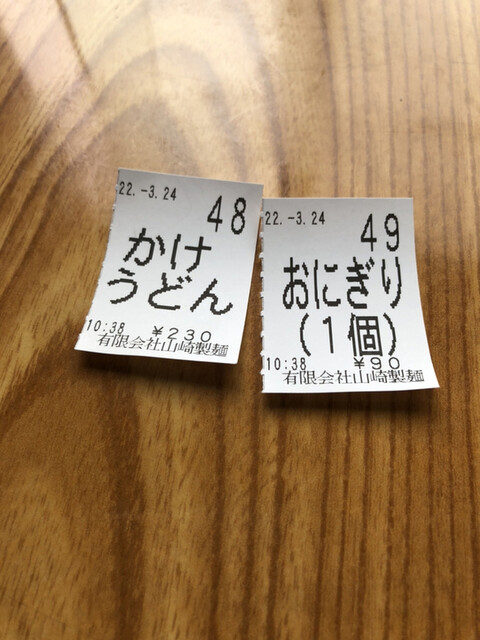 22.-3.24
48
かけ
うどん
10:38 ¥230
有限会社山崎製麺
22.-3.24
49
おにぎり
(1個)
10:38 ¥90
有限会社山崎製麺